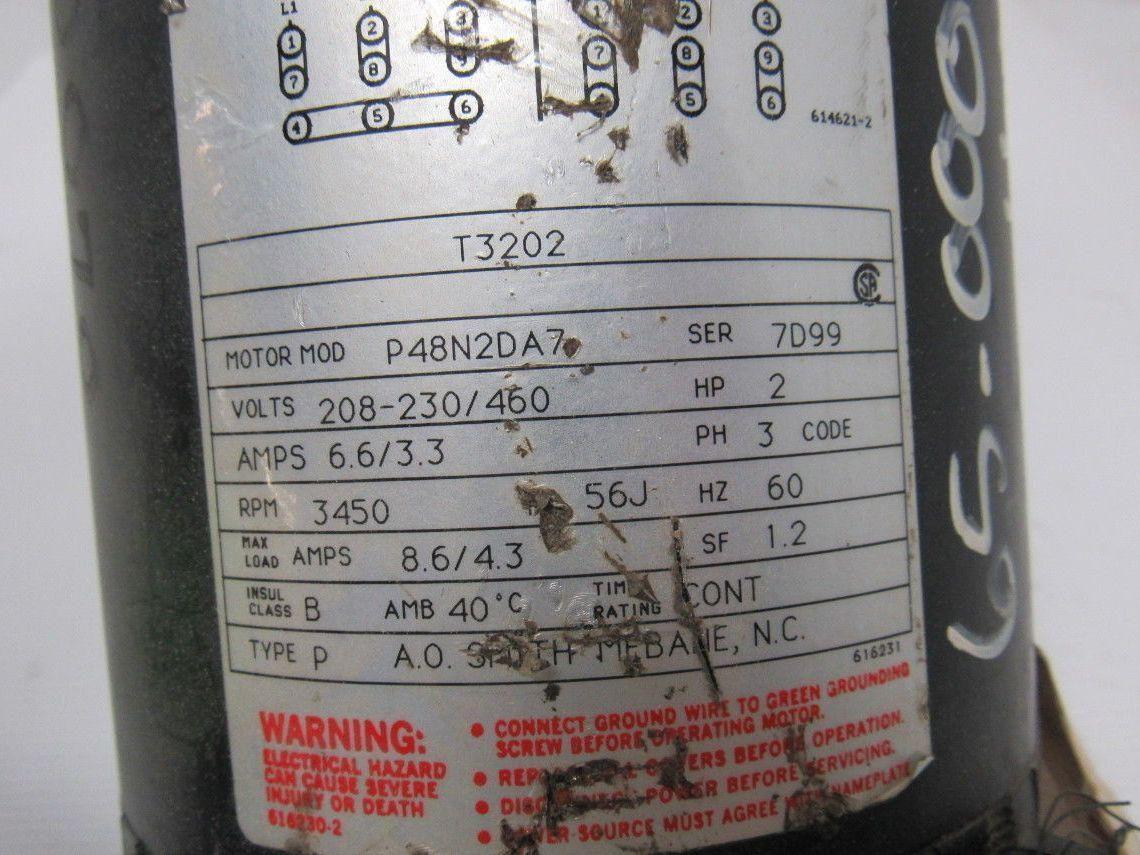 L1
1 2 3 1 2 3
7 8 9 7 8 9
4 5 6 5 6
614621-2
T3202
SA
MOTOR MOD P48N2DA7 SER 7D99
VOLTS 208-230/460 HP 2
AMPS 6.6/3.3 PH 3 CODE
RPM 3450 56J HZ 60
MAX LOAD AMPS 8.6/4.3 SF 1.2
INSUL CLASS B AMB 40°C RATING CONT
TYPE P A.O. MEBANE, N.C.
616231
WARNING:
ELECTRICAL HAZARD
CAN CAUSE SEVERE
INJURY OR DEATH
616230-2
• CONNECT GROUND WIRE TO GREEN GROUNDING
SCREW BEFORE OPERATING MOTOR.
• COVERS BEFORE OPERATION.
• POWER BEFORE SERVICING.
• SOURCE MUST AGREE WITH NAMEPLATE